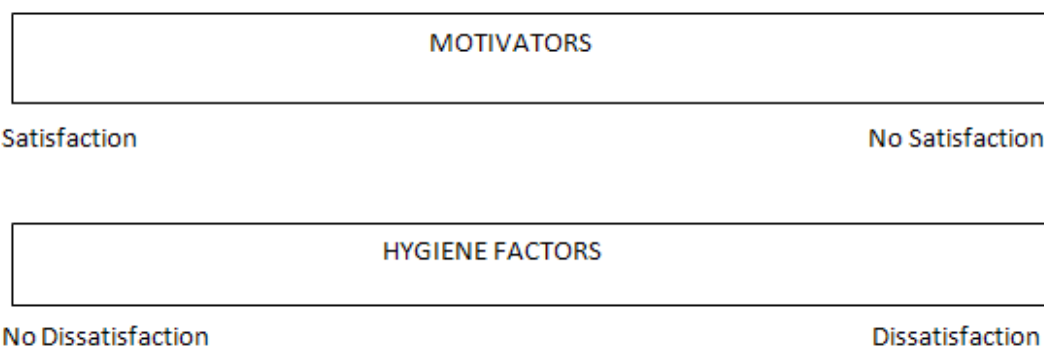 MOTIVATORS
Satisfaction No Satisfaction
HYGIENE FACTORS
No Dissatisfaction Dissatisfaction